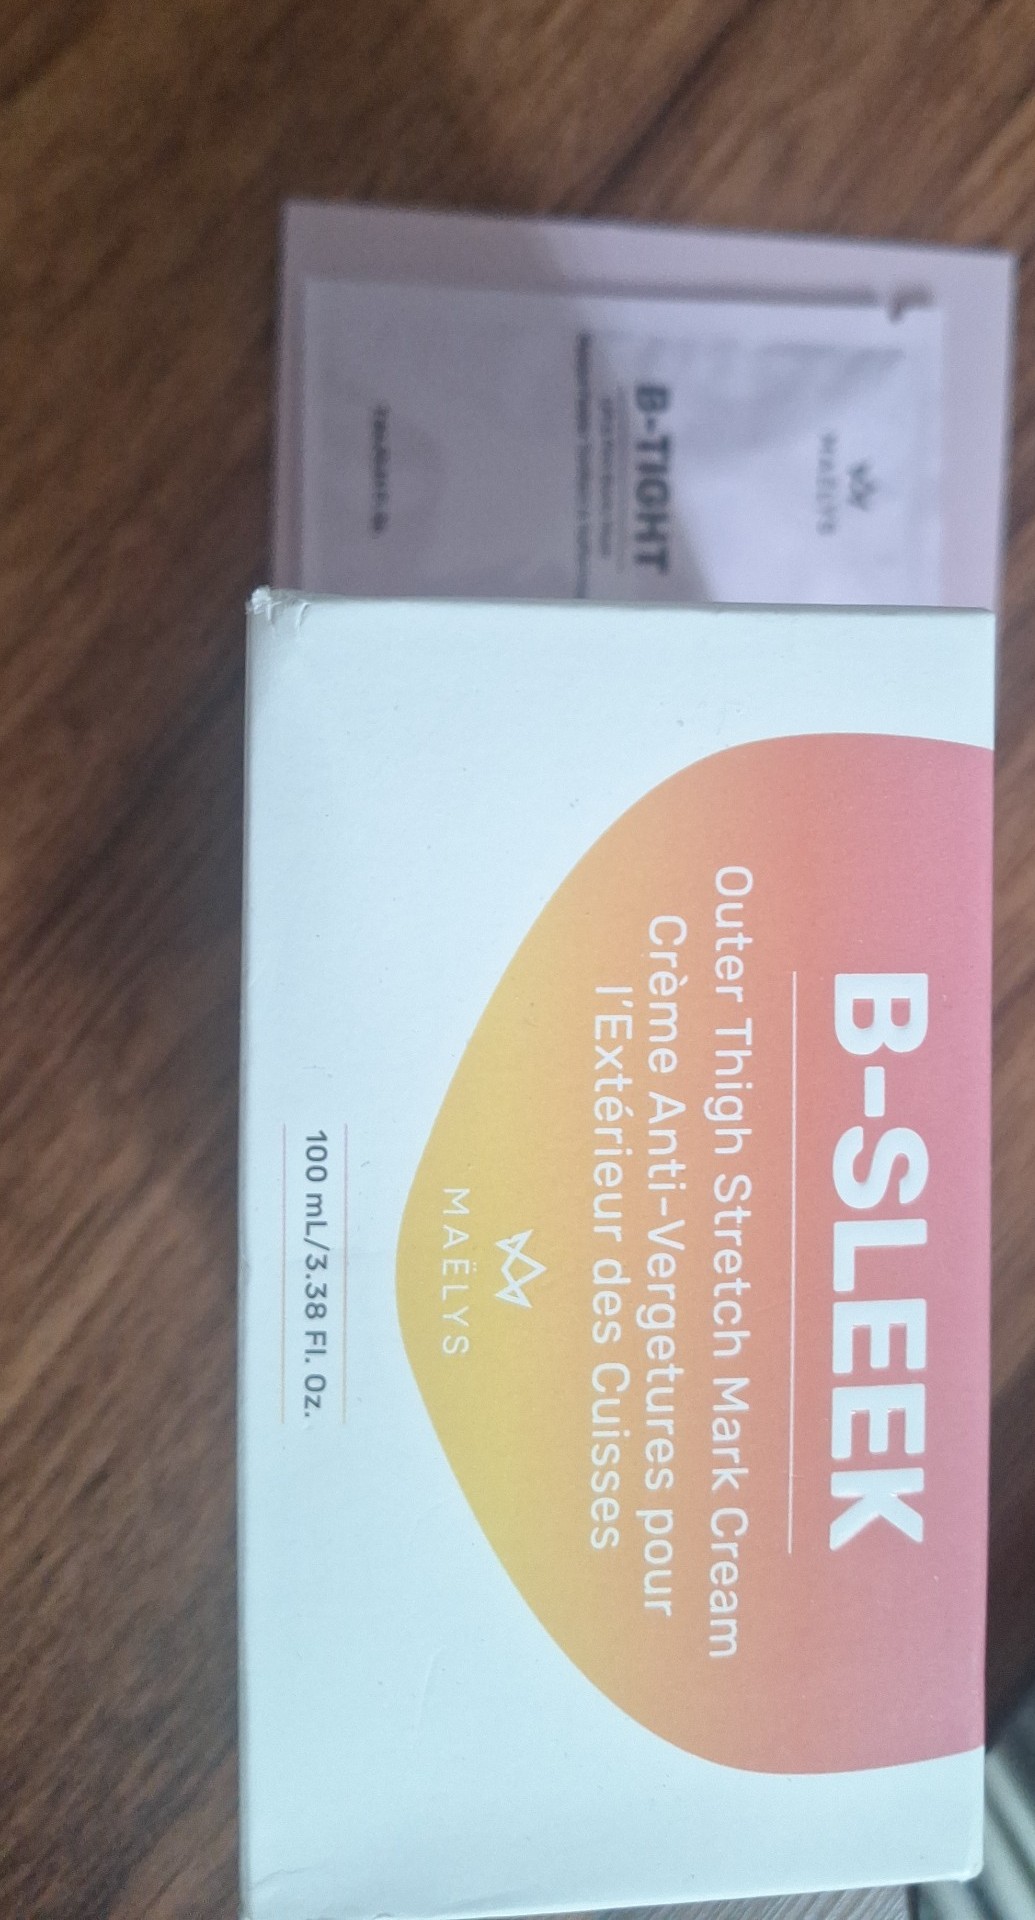 B-SLEEK
Outer Thigh Stretch Mark Cream
Crème Anti-Vergetures pour
l'Extérieur des Cuisses
MAËLYS
100 mL/3.38 Fl. Oz.
MAËLYS
B-TIGHT